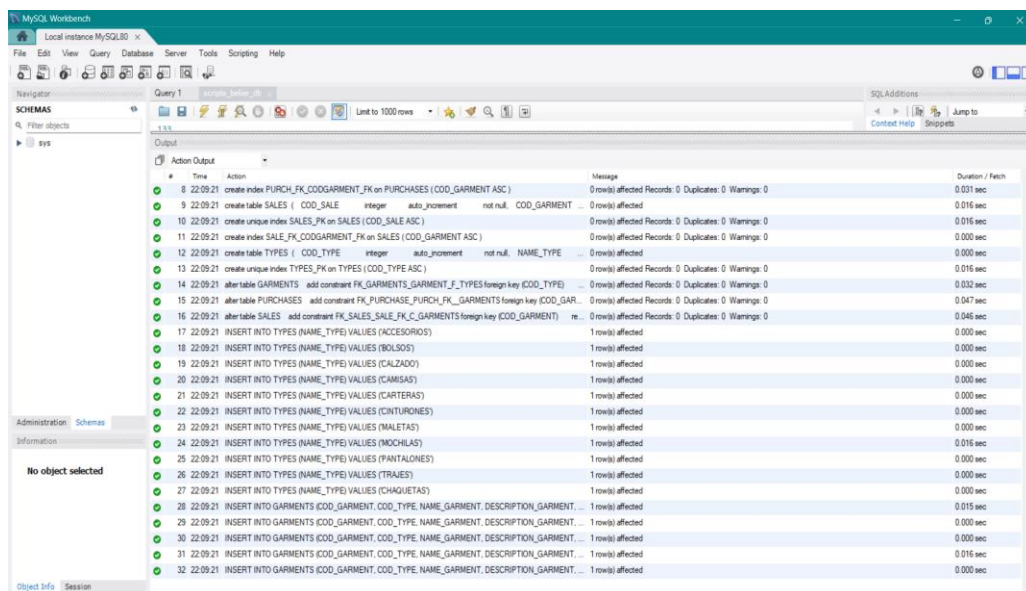 MySQL Workbench
Local instance MySQL80 ×
File Edit View Query Database Server Tools Scripting Help
Navigator
Query 1
SQLAdditions
SCHEMAS
Limit to 1000 rows
Jump to
Filter objects
Context Help Snippets
sys
Output
Action Output
# Time Action Message Duration / Fetch
8 22:09:21 create index PURCH_FK_CODGARMENT_FK on PURCHASES ( COD_GARMENT ASC ) 0 row(s) affected Records: 0 Duplicates: 0 Warnings: 0 0.031 sec
9 22:09:21 create table SALES ( COD_SALE integer auto_increment not null, COD_GARMENT ... 0 row(s) affected 0.016 sec
10 22:09:21 create unique index SALES_PK on SALES ( COD_SALE ASC ) 0 row(s) affected Records: 0 Duplicates: 0 Warnings: 0 0.016 sec
11 22:09:21 create index SALE_FK_CODGARMENT_FK on SALES ( COD_GARMENT ASC ) 0 row(s) affected Records: 0 Duplicates: 0 Warnings: 0 0.000 sec
12 22:09:21 create table TYPES ( COD_TYPE integer auto_increment not null, NAME_TYPE ... 0 row(s) affected 0.000 sec
13 22:09:21 create unique index TYPES_PK on TYPES ( COD_TYPE ASC ) 0 row(s) affected Records: 0 Duplicates: 0 Warnings: 0 0.016 sec
14 22:09:21 alter table GARMENTS add constraint FK_GARMENTS_GARMENT_F_TYPES foreign key (COD_TYPE) ... 0 row(s) affected Records: 0 Duplicates: 0 Warnings: 0 0.032 sec
15 22:09:21 alter table PURCHASES add constraint FK_PURCHASE_PURCH_FK__GARMENTS foreign key (COD_GAR... 0 row(s) affected Records: 0 Duplicates: 0 Warnings: 0 0.047 sec
16 22:09:21 alter table SALES add constraint FK_SALES_SALE_FK_C_GARMENTS foreign key (COD_GARMENT) re... 0 row(s) affected Records: 0 Duplicates: 0 Warnings: 0 0.046 sec
17 22:09:21 INSERT INTO TYPES (NAME_TYPE) VALUES ('ACCESORIOS') 1 row(s) affected 0.000 sec
18 22:09:21 INSERT INTO TYPES (NAME_TYPE) VALUES ('BOLSOS') 1 row(s) affected 0.000 sec
19 22:09:21 INSERT INTO TYPES (NAME_TYPE) VALUES ('CALZADO') 1 row(s) affected 0.000 sec
20 22:09:21 INSERT INTO TYPES (NAME_TYPE) VALUES ('CAMISAS') 1 row(s) affected 0.000 sec
21 22:09:21 INSERT INTO TYPES (NAME_TYPE) VALUES ('CARTERAS') 1 row(s) affected 0.000 sec
22 22:09:21 INSERT INTO TYPES (NAME_TYPE) VALUES ('CINTURONES') 1 row(s) affected 0.000 sec
Administration Schemas
23 22:09:21 INSERT INTO TYPES (NAME_TYPE) VALUES ('MALETAS') 1 row(s) affected 0.000 sec
Information
24 22:09:21 INSERT INTO TYPES (NAME_TYPE) VALUES ('MOCHILAS') 1 row(s) affected 0.016 sec
25 22:09:21 INSERT INTO TYPES (NAME_TYPE) VALUES ('PANTALONES') 1 row(s) affected 0.000 sec
No object selected
26 22:09:21 INSERT INTO TYPES (NAME_TYPE) VALUES ('TRAJES') 1 row(s) affected 0.000 sec
27 22:09:21 INSERT INTO TYPES (NAME_TYPE) VALUES ('CHAQUETAS') 1 row(s) affected 0.000 sec
28 22:09:21 INSERT INTO GARMENTS (COD_GARMENT, COD_TYPE, NAME_GARMENT, DESCRIPTION_GARMENT, ... 1 row(s) affected 0.015 sec
29 22:09:21 INSERT INTO GARMENTS (COD_GARMENT, COD_TYPE, NAME_GARMENT, DESCRIPTION_GARMENT, ... 1 row(s) affected 0.000 sec
30 22:09:21 INSERT INTO GARMENTS (COD_GARMENT, COD_TYPE, NAME_GARMENT, DESCRIPTION_GARMENT, ... 1 row(s) affected 0.000 sec
31 22:09:21 INSERT INTO GARMENTS (COD_GARMENT, COD_TYPE, NAME_GARMENT, DESCRIPTION_GARMENT, ... 1 row(s) affected 0.016 sec
32 22:09:21 INSERT INTO GARMENTS (COD_GARMENT, COD_TYPE, NAME_GARMENT, DESCRIPTION_GARMENT, ... 1 row(s) affected 0.000 sec
Object Info Session